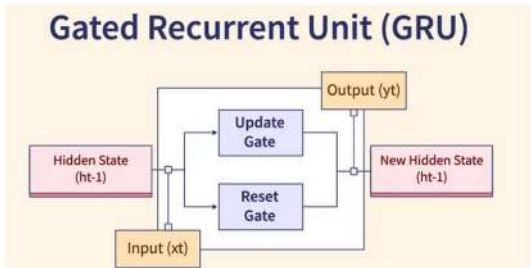 Gated Recurrent Unit (GRU)
Output (yt)
Update
Gate
Hidden State
(ht-1)
New Hidden State
(ht-1)
Reset
Gate
Input (xt)